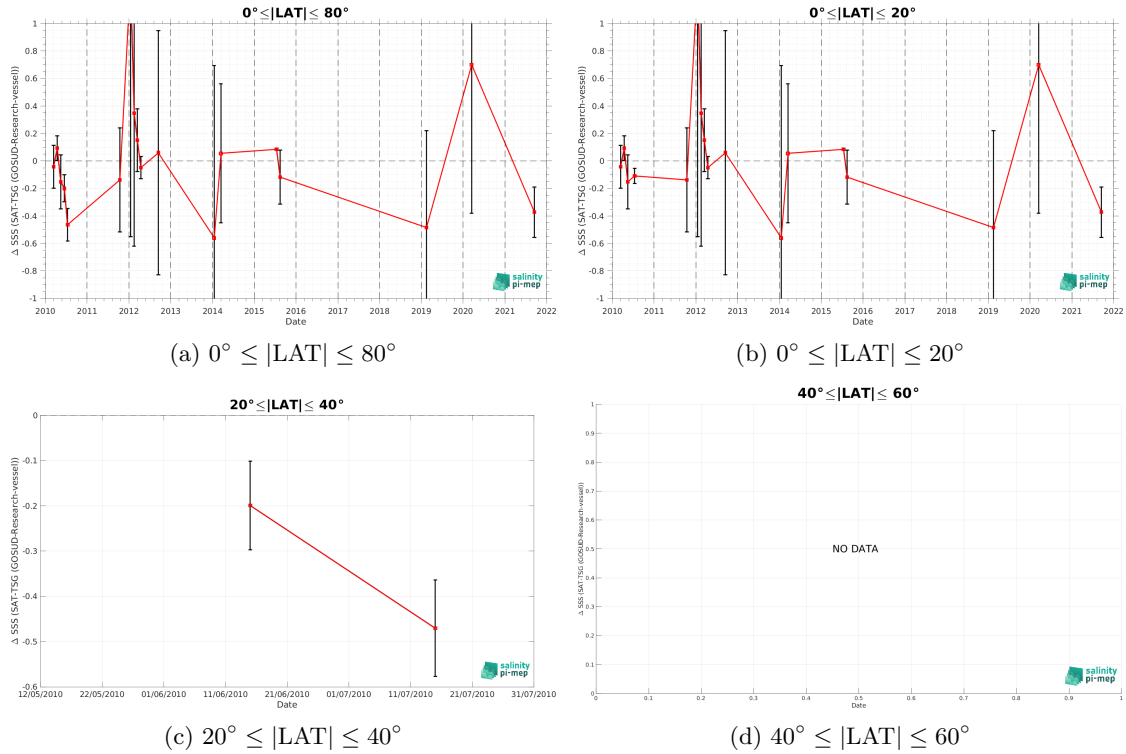 0°≤|LAT|≤ 80°
Δ SSS (SAT-TSG (GOSUD-Research-vessel))
1
0.8
0.6
0.4
0.2
0
-0.2
-0.4
-0.6
-0.8
-1
2010 2011 2012 2013 2014 2015 2016 2017 2018 2019 2020 2021 2022
Date
salinity
pi-mep
(a) 0° ≤ |LAT| ≤ 80°
0°≤|LAT|≤ 20°
Δ SSS (SAT-TSG (GOSUD-Research-vessel))
1
0.8
0.6
0.4
0.2
0
-0.2
-0.4
-0.6
-0.8
-1
2010 2011 2012 2013 2014 2015 2016 2017 2018 2019 2020 2021 2022
Date
salinity
pi-mep
(b) 0° ≤ |LAT| ≤ 20°
20°≤|LAT|≤ 40°
Δ SSS (SAT-TSG (GOSUD-Research-vessel))
0
-0.1
-0.2
-0.3
-0.4
-0.5
-0.6
12/05/2010 22/05/2010 01/06/2010 11/06/2010 21/06/2010 01/07/2010 11/07/2010 21/07/2010 31/07/2010
Date
salinity
pi-mep
(c) 20° ≤ |LAT| ≤ 40°
40°≤|LAT|≤ 60°
Δ SSS (SAT-TSG (GOSUD-Research-vessel))
1
0.9
0.8
0.7
0.6
0.5
0.4
0.3
0.2
0.1
0
NO DATA
0 0.1 0.2 0.3 0.4 0.5 0.6 0.7 0.8 0.9 1
Date
salinity
pi-mep
(d) 40° ≤ |LAT| ≤ 60°